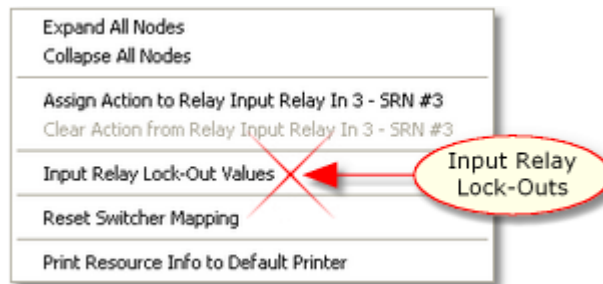 Expand All Nodes
Collapse All Nodes
Assign Action to Relay Input Relay In 3 - SRN #3
Clear Action from Relay Input Relay In 3 - SRN #3
Input Relay Lock-Out Values
Input Relay
Lock-Outs
Reset Switcher Mapping
Print Resource Info to Default Printer